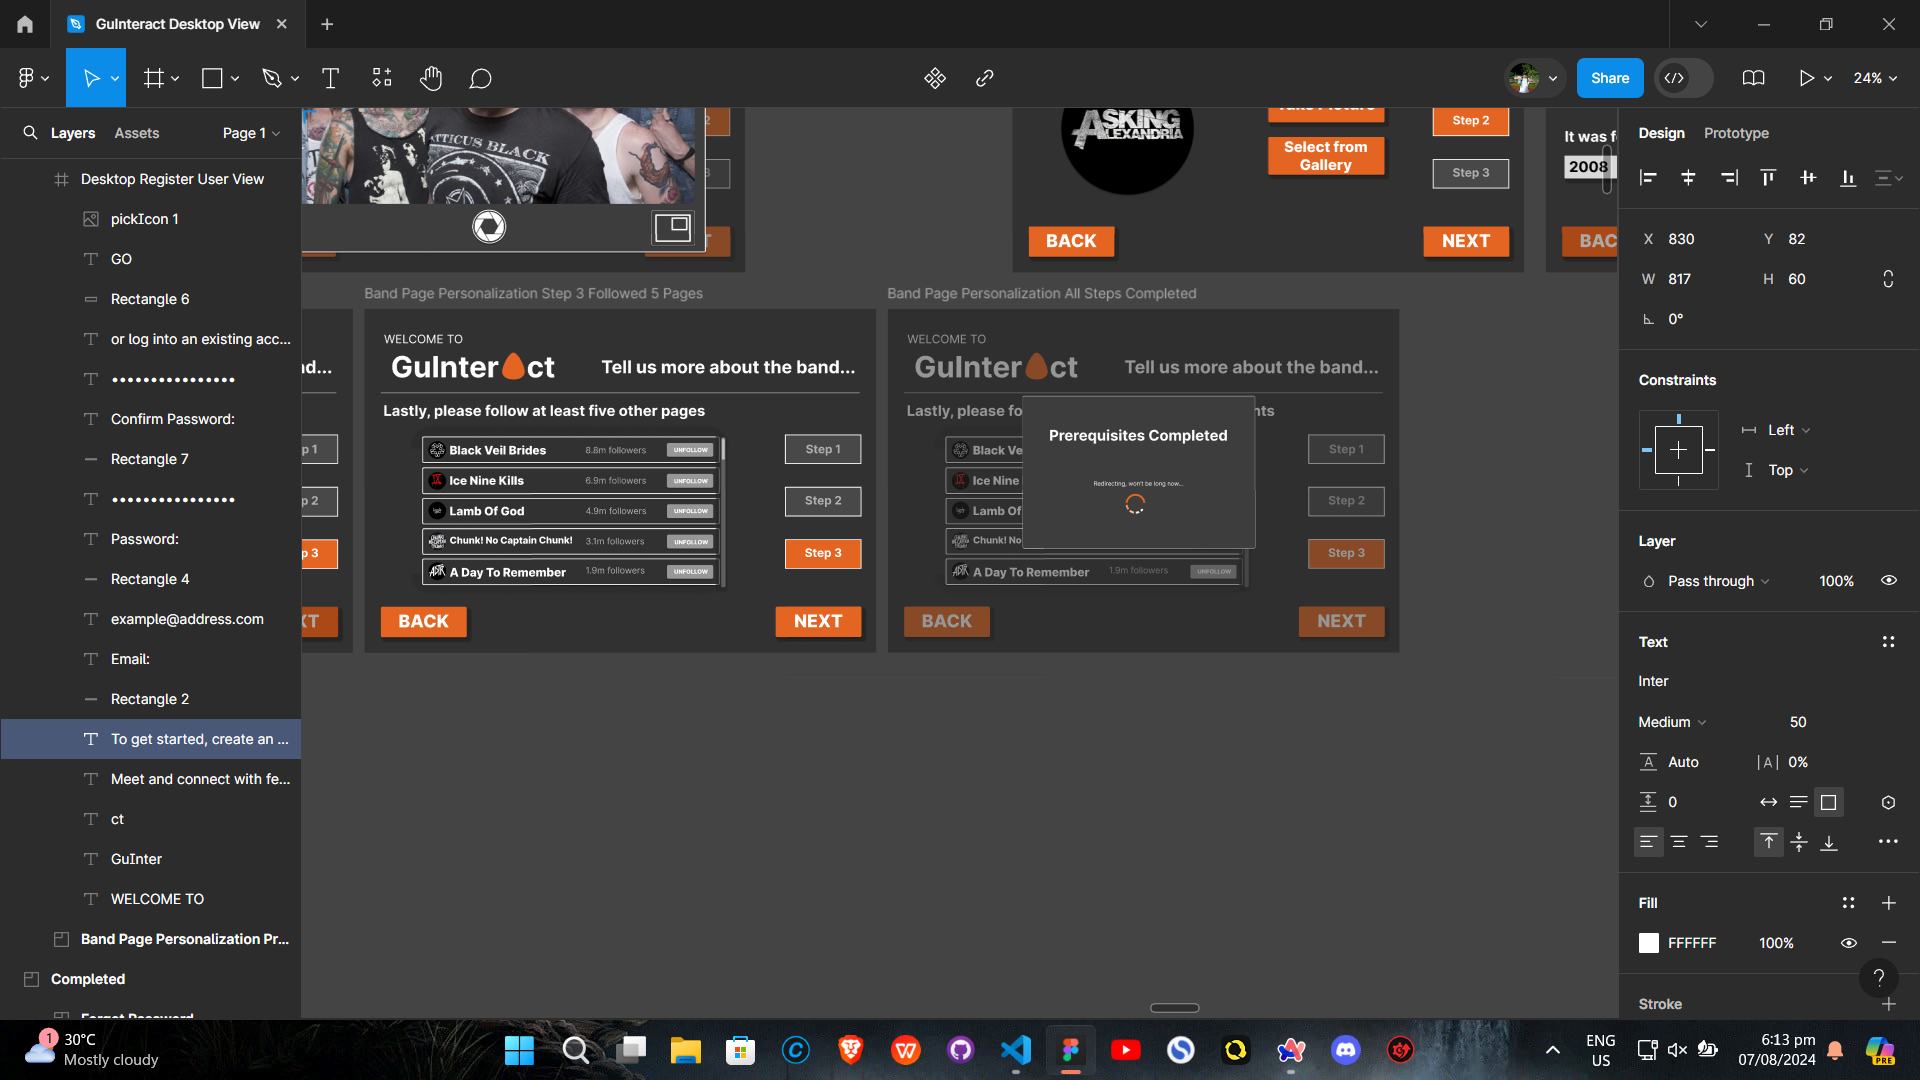 GuInteract Desktop View
Share
24%
Layers
Assets
Page 1
Desktop Register User View
pickIcon 1
GO
Rectangle 6
or log into an existing acc...
••••••••••••••••
Confirm Password:
Rectangle 7
••••••••••••••••
Password:
Rectangle 4
example@address.com
Email:
Rectangle 2
To get started, create an ...
Meet and connect with fe...
ct
GuInter
WELCOME TO
Band Page Personalization Pr...
Completed
ATTICUS BLACK
2
3
ASKING
ALEXANDRIA
Select from
Gallery
Step 2
Step 3
BACK
NEXT
It was f
2008
BAC
Band Page Personalization Step 3 Followed 5 Pages
Band Page Personalization All Steps Completed
d...
p 1
p 2
p 3
XT
WELCOME TO
GuInter ct
Tell us more about the band...
Lastly, please follow at least five other pages
Black Veil Brides 8.8m followers UNFOLLOW
Ice Nine Kills 6.9m followers UNFOLLOW
Lamb Of God 4.9m followers UNFOLLOW
Chunk! No Captain Chunk! 3.1m followers UNFOLLOW
A Day To Remember 1.9m followers UNFOLLOW
Step 1
Step 2
Step 3
BACK
NEXT
WELCOME TO
GuInter ct
Tell us more about the band...
Lastly, please fo
nts
Prerequisites Completed
Redirecting, won't be long now...
Black Ve
Ice Nine
Lamb Of
Chunk! No
A Day To Remember 1.9m followers UNFOLLOW
Step 1
Step 2
Step 3
BACK
NEXT
Design
Prototype
X 830
Y 82
W 817
H 60
0°
Constraints
Left
Top
Layer
Pass through
100%
Text
Inter
Medium
50
Auto
|A| 0%
0
Fill
FFFFFF
100%
?
Stroke
1
30°C
Mostly cloudy
ENG
US
6:13 pm
07/08/2024
PRE